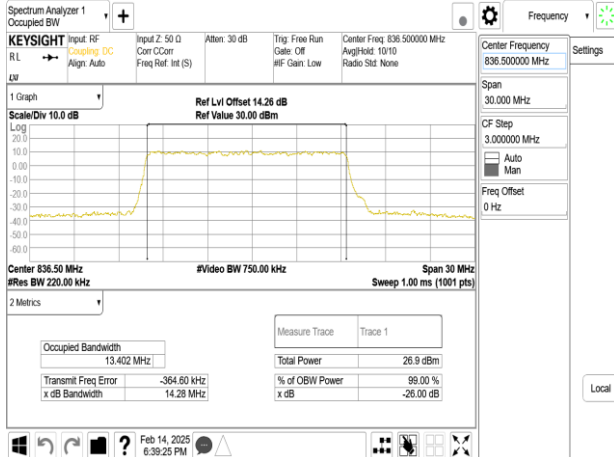 Spectrum Analyzer 1
Occupied BW
+
Frequency
KEYSIGHT
RL
Input: RF
Coupling: DC
Align: Auto
Input Z: 50 Ω
Corr CCorr
Freq Ref: Int (S)
Atten: 30 dB
Trig: Free Run
Gate: Off
#IF Gain: Low
Center Freq: 836.500000 MHz
Avg|Hold: 10/10
Radio Std: None
Center Frequency
836.500000 MHz
Settings
Span
30.000 MHz
CF Step
3.000000 MHz
Auto
Man
Freq Offset
0 Hz
Local
1 Graph
Scale/Div 10.0 dB
Ref Lvl Offset 14.26 dB
Ref Value 30.00 dBm
Log
20.0
10.0
0.00
-10.0
-20.0
-30.0
-40.0
-50.0
-60.0
Center 836.50 MHz
#Res BW 220.00 kHz
#Video BW 750.00 kHz
Span 30 MHz
Sweep 1.00 ms (1001 pts)
2 Metrics
Measure Trace Trace 1
Occupied Bandwidth
13.402 MHz
Total Power 26.9 dBm
Transmit Freq Error -364.60 kHz
% of OBW Power 99.00 %
x dB Bandwidth 14.28 MHz
x dB -26.00 dB
?
Feb 14, 2025
6:39:25 PM